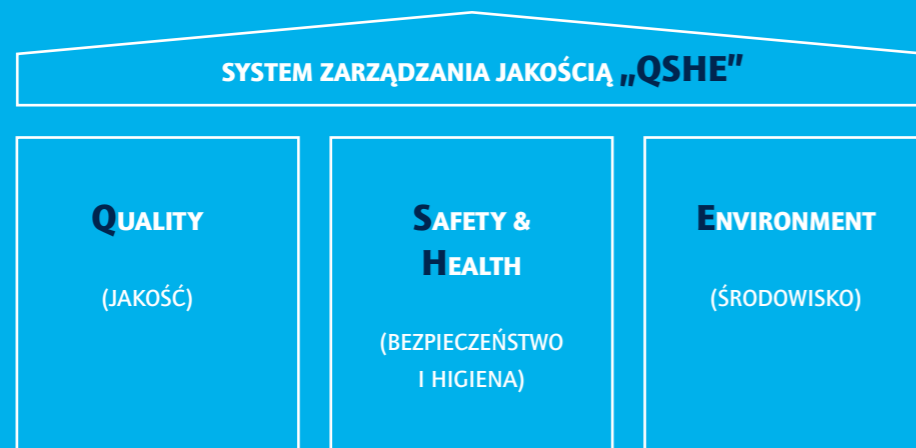 SYSTEM ZARZĄDZANIA JAKOŚCIĄ „QSHE”
QUALITY
(JAKOŚĆ)
SAFETY &
HEALTH
(BEZPIECZEŃSTWO
I HIGIENA)
ENVIRONMENT
(ŚRODOWISKO)